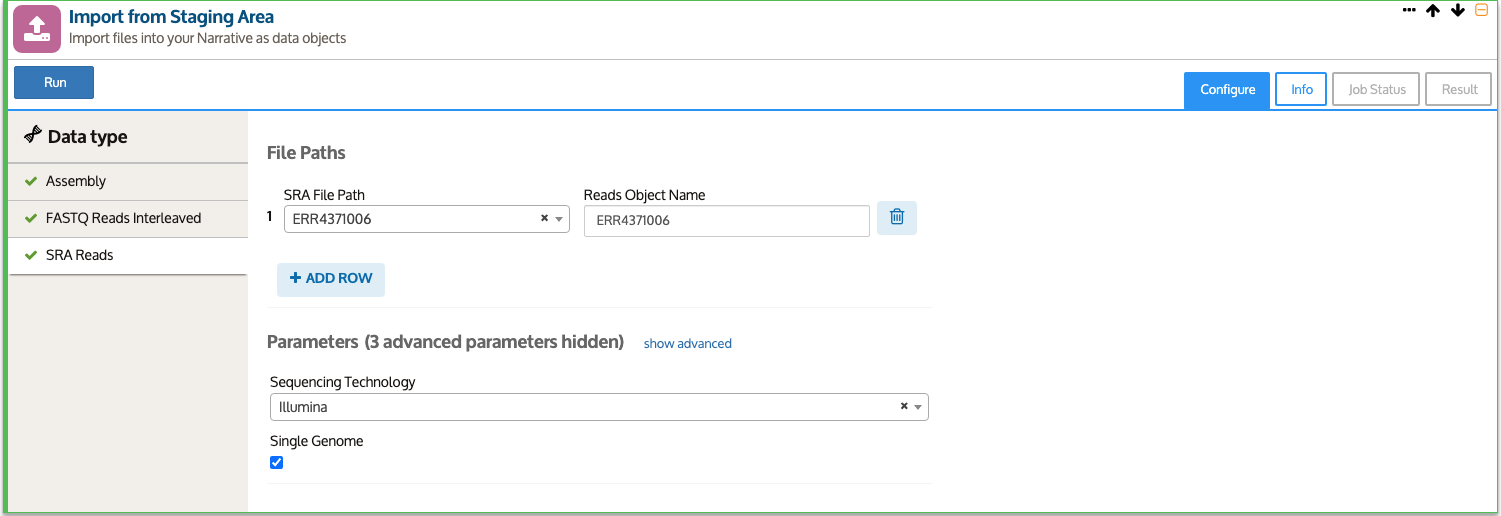 Import from Staging Area
Import files into your Narrative as data objects
Run
Configure
Info
Job Status
Result
Data type
Assembly
FASTQ Reads Interleaved
SRA Reads
File Paths
SRA File Path
Reads Object Name
1
ERR4371006
ERR4371006
+ ADD ROW
Parameters (3 advanced parameters hidden) show advanced
Sequencing Technology
Illumina
Single Genome